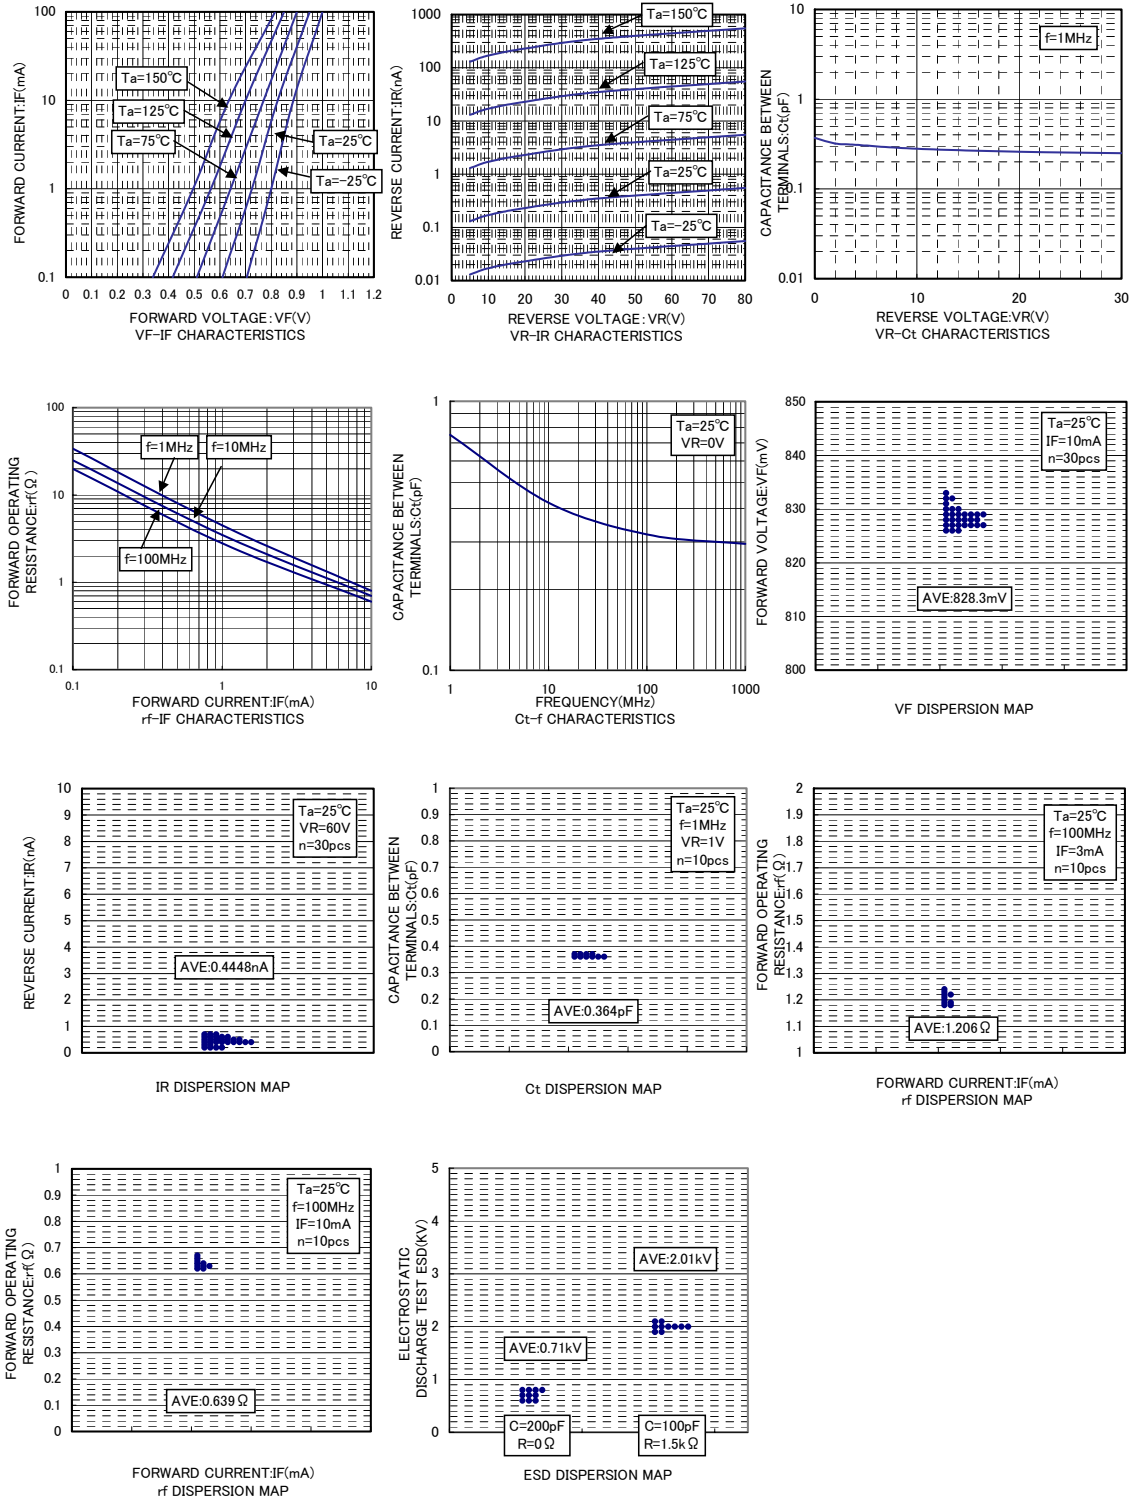 100
10
1
0.1
FORWARD CURRENT:IF(mA)
Ta=150℃
Ta=125℃
Ta=75℃
Ta=25℃
Ta=-25℃
0 0.1 0.2 0.3 0.4 0.5 0.6 0.7 0.8 0.9 1 1.1 1.2
FORWARD VOLTAGE:VF(V)
VF-IF CHARACTERISTICS
1000
100
10
1
0.1
0.01
REVERSE CURRENT:IR(nA)
Ta=150℃
Ta=125℃
Ta=75℃
Ta=25℃
Ta=-25℃
0 10 20 30 40 50 60 70 80
REVERSE VOLTAGE:VR(V)
VR-IR CHARACTERISTICS
10
1
0.1
0.01
CAPACITANCE BETWEEN
TERMINALS:Ct(pF)
f=1MHz
0 10 20 30
REVERSE VOLTAGE:VR(V)
VR-Ct CHARACTERISTICS
100
10
1
0.1
FORWARD OPERATING
RESISTANCE:rf(Ω)
f=1MHz
f=10MHz
f=100MHz
0.1 1 10
FORWARD CURRENT:IF(mA)
rf-IF CHARACTERISTICS
1
0.1
CAPACITANCE BETWEEN
TERMINALS:Ct(pF)
Ta=25℃
VR=0V
1 10 100 1000
FREQUENCY(MHz)
Ct-f CHARACTERISTICS
850
840
830
820
810
800
FORWARD VOLTAGE:VF(mV)
Ta=25℃
IF=10mA
n=30pcs
AVE:828.3mV
VF DISPERSION MAP
10
9
8
7
6
5
4
3
2
1
0
REVERSE CURRENT:IR(nA)
Ta=25℃
VR=60V
n=30pcs
AVE:0.4448nA
IR DISPERSION MAP
1
0.9
0.8
0.7
0.6
0.5
0.4
0.3
0.2
0.1
0
CAPACITANCE BETWEEN
TERMINALS:Ct(pF)
Ta=25℃
f=1MHz
VR=1V
n=10pcs
AVE:0.364pF
Ct DISPERSION MAP
2
1.9
1.8
1.7
1.6
1.5
1.4
1.3
1.2
1.1
1
FORWARD OPERATING
RESISTANCE:rf(Ω)
Ta=25℃
f=100MHz
IF=3mA
n=10pcs
AVE:1.206Ω
FORWARD CURRENT:IF(mA)
rf DISPERSION MAP
1
0.9
0.8
0.7
0.6
0.5
0.4
0.3
0.2
0.1
0
FORWARD OPERATING
RESISTANCE:rf(Ω)
Ta=25℃
f=100MHz
IF=10mA
n=10pcs
AVE:0.639Ω
FORWARD CURRENT:IF(mA)
rf DISPERSION MAP
5
4
3
2
1
0
ELECTROSTATIC
DISCHARGE TEST ESD(KV)
AVE:2.01kV
AVE:0.71kV
C=200pF
R=0Ω
C=100pF
R=1.5kΩ
ESD DISPERSION MAP